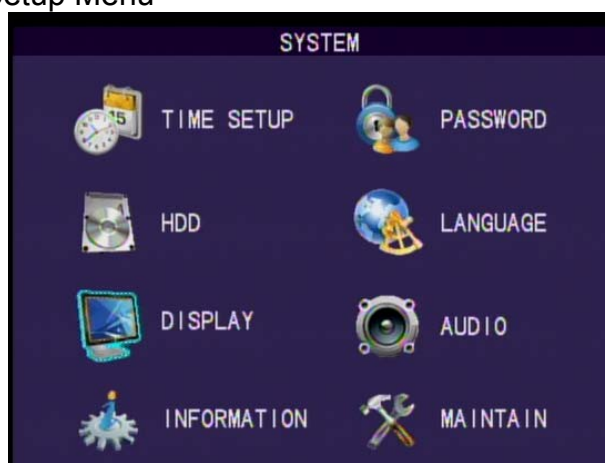 Setup Menu
SYSTEM
TIME SETUP
PASSWORD
HDD
LANGUAGE
DISPLAY
AUDIO
INFORMATION
MAINTAIN